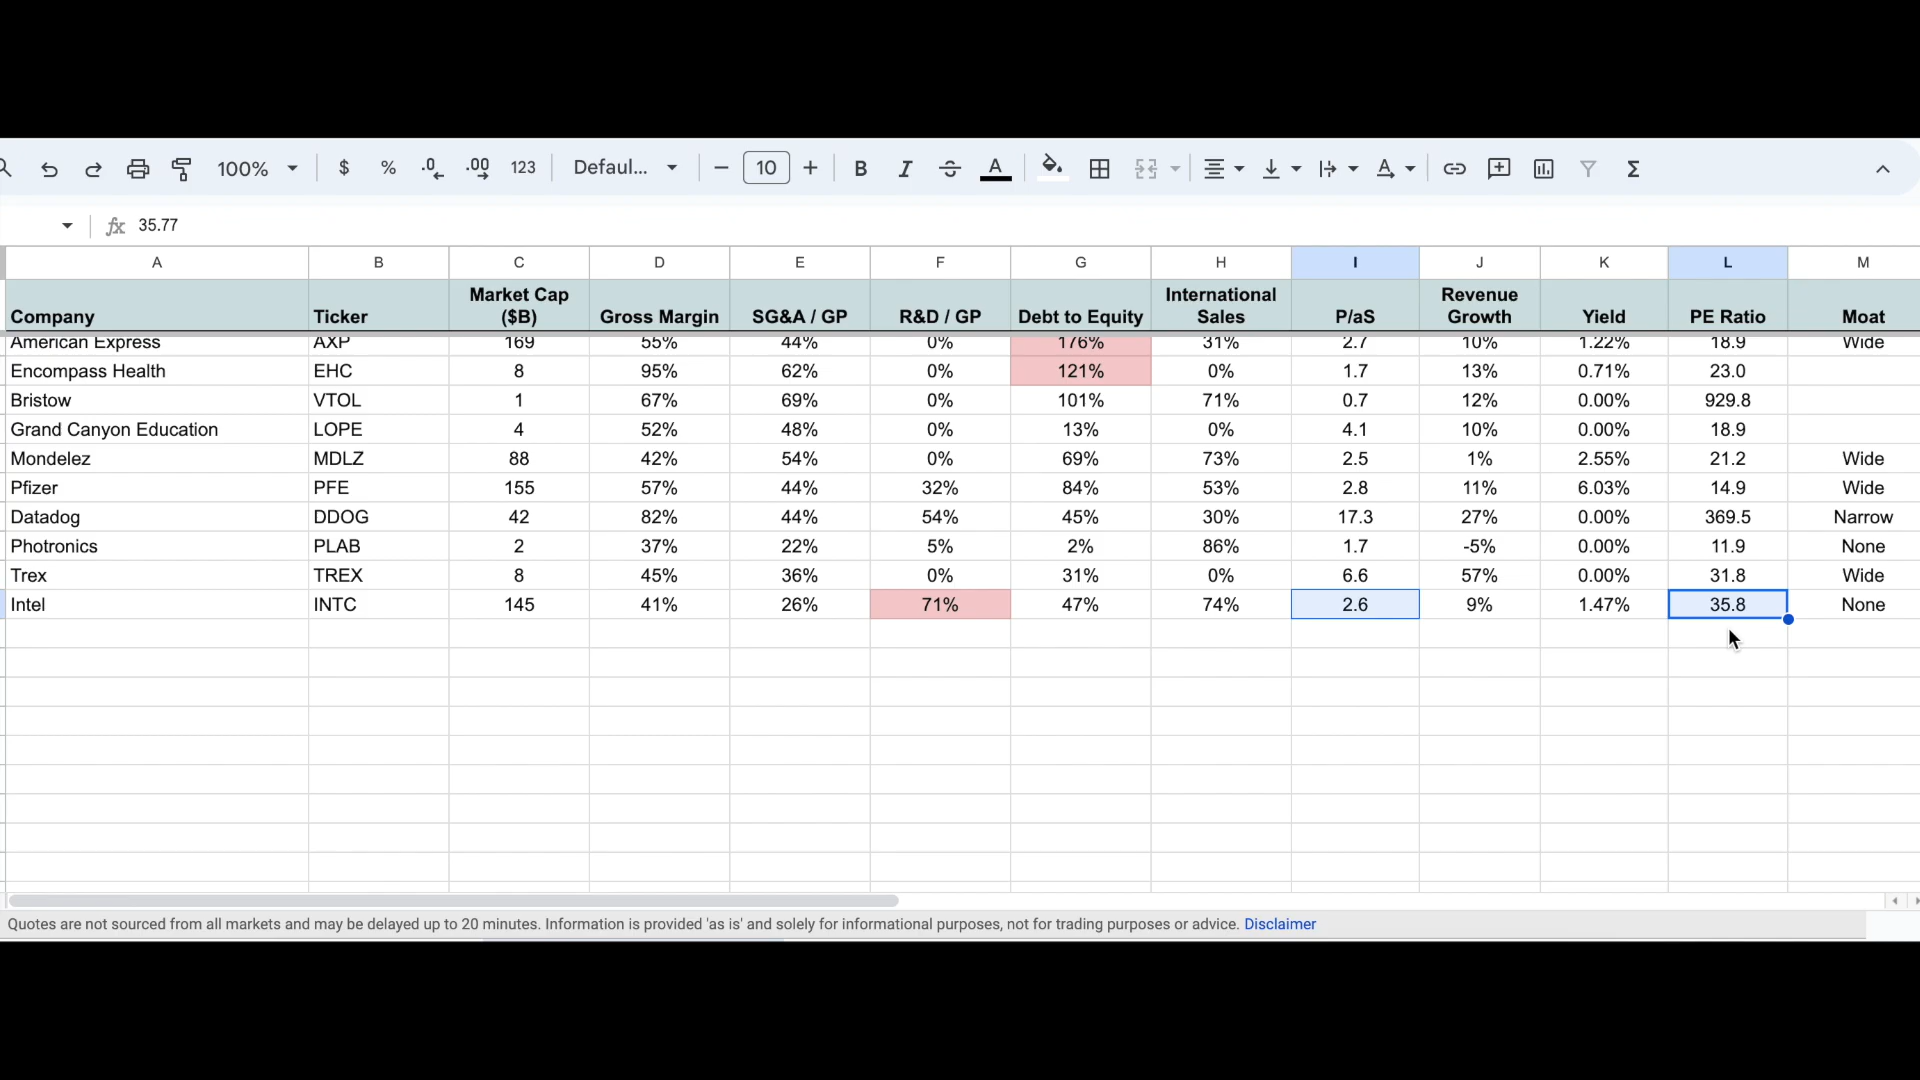 100% $ % .0 .00 123 Defaul... 10 B I A A Σ
fx 35.77
A B C D E F G H I J K L M
Company Ticker Market Cap ($B) Gross Margin SG&A / GP R&D / GP Debt to Equity International Sales P/aS Revenue Growth Yield PE Ratio Moat
American Express AXP 169 55% 44% 0% 176% 31% 2.7 10% 1.22% 18.9 Wide
Encompass Health EHC 8 95% 62% 0% 121% 0% 1.7 13% 0.71% 23.0
Bristow VTOL 1 67% 69% 0% 101% 71% 0.7 12% 0.00% 929.8
Grand Canyon Education LOPE 4 52% 48% 0% 13% 0% 4.1 10% 0.00% 18.9
Mondelez MDLZ 88 42% 54% 0% 69% 73% 2.5 1% 2.55% 21.2 Wide
Pfizer PFE 155 57% 44% 32% 84% 53% 2.8 11% 6.03% 14.9 Wide
Datadog DDOG 42 82% 44% 54% 45% 30% 17.3 27% 0.00% 369.5 Narrow
Photronics PLAB 2 37% 22% 5% 2% 86% 1.7 -5% 0.00% 11.9 None
Trex TREX 8 45% 36% 0% 31% 0% 6.6 57% 0.00% 31.8 Wide
Intel INTC 145 41% 26% 71% 47% 74% 2.6 9% 1.47% 35.8 None
Quotes are not sourced from all markets and may be delayed up to 20 minutes. Information is provided 'as is' and solely for informational purposes, not for trading purposes or advice. Disclaimer